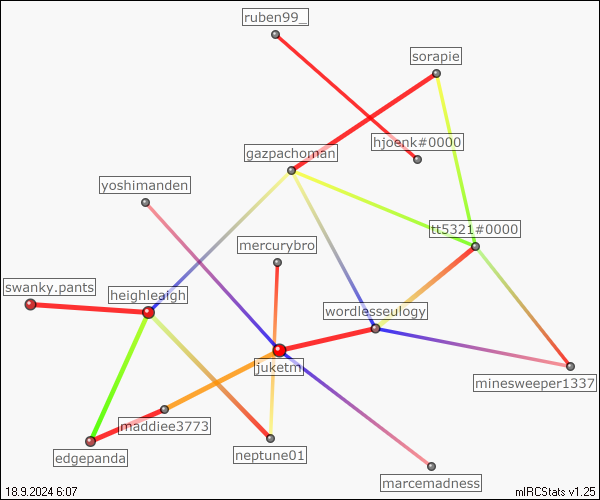 ruben99_
sorapie
hjoenk#0000
gazpachoman
yoshimanden
tt5321#0000
mercurybro
swanky.pants
heighleaigh
wordlesseulogy
juketm
minesweeper1337
maddiee3773
edgepanda
neptune01
marcemadness
18.9.2024 6:07
mIRCStats v1.25